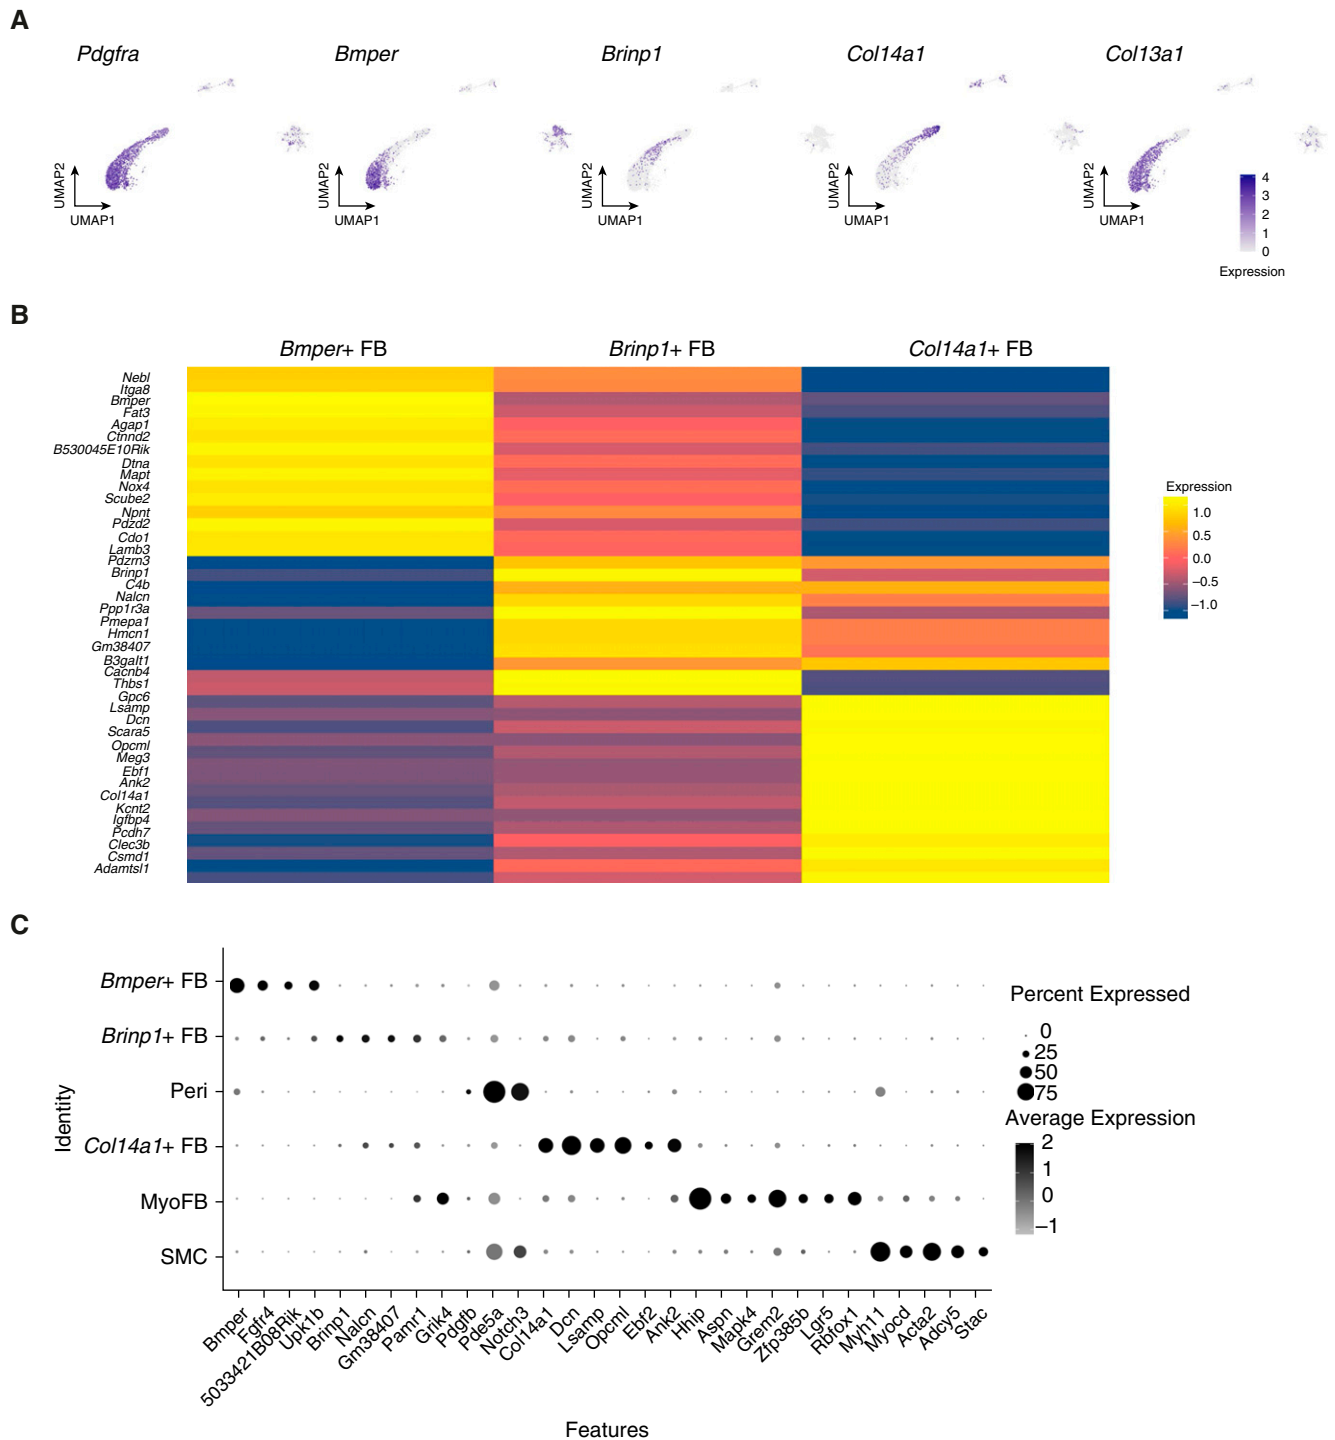 A
Pdgfra
Bmper
Brinp1
Col14a1
Col13a1
UMAP2
UMAP1
UMAP2
UMAP1
UMAP2
UMAP1
UMAP2
UMAP1
UMAP2
UMAP1
4
3
2
1
0
Expression
B
Bmper+ FB
Brinp1+ FB
Col14a1+ FB
Nebl
Itga8
Bmper
Fat3
Agap1
Ctnnd2
B530045E10Rik
Dtna
Mapt
Nox4
Scube2
Npnt
Pdzd2
Cdo1
Lamb3
Pdzrn3
Brinp1
C4b
Nalcn
Ppp1r3a
Pmepa1
Hmcn1
Gm38407
B3galt1
Cacnb4
Thbs1
Gpc6
Lsamp
Dcn
Scara5
Opcml
Meg3
Ebf1
Ank2
Col14a1
Kcnt2
Igfbp4
Pcdh7
Clec3b
Csmd1
Adamtsl1
Expression
1.0
0.5
0.0
−0.5
−1.0
C
Identity
Bmper+ FB
Brinp1+ FB
Peri
Col14a1+ FB
MyoFB
SMC
Bmper
Fgfr4
5033421B08Rik
Upk1b
Brinp1
Nalcn
Gm38407
Pamr1
Grik4
Pdgfb
Pde5a
Notch3
Col14a1
Dcn
Lsamp
Opcml
Ebf2
Ank2
Hhip
Aspn
Mapk4
Grem2
Zfp385b
Lgr5
Rbfox1
Myh11
Myocd
Acta2
Adcy5
Stac
Features
Percent Expressed
0
25
50
75
Average Expression
2
1
0
−1